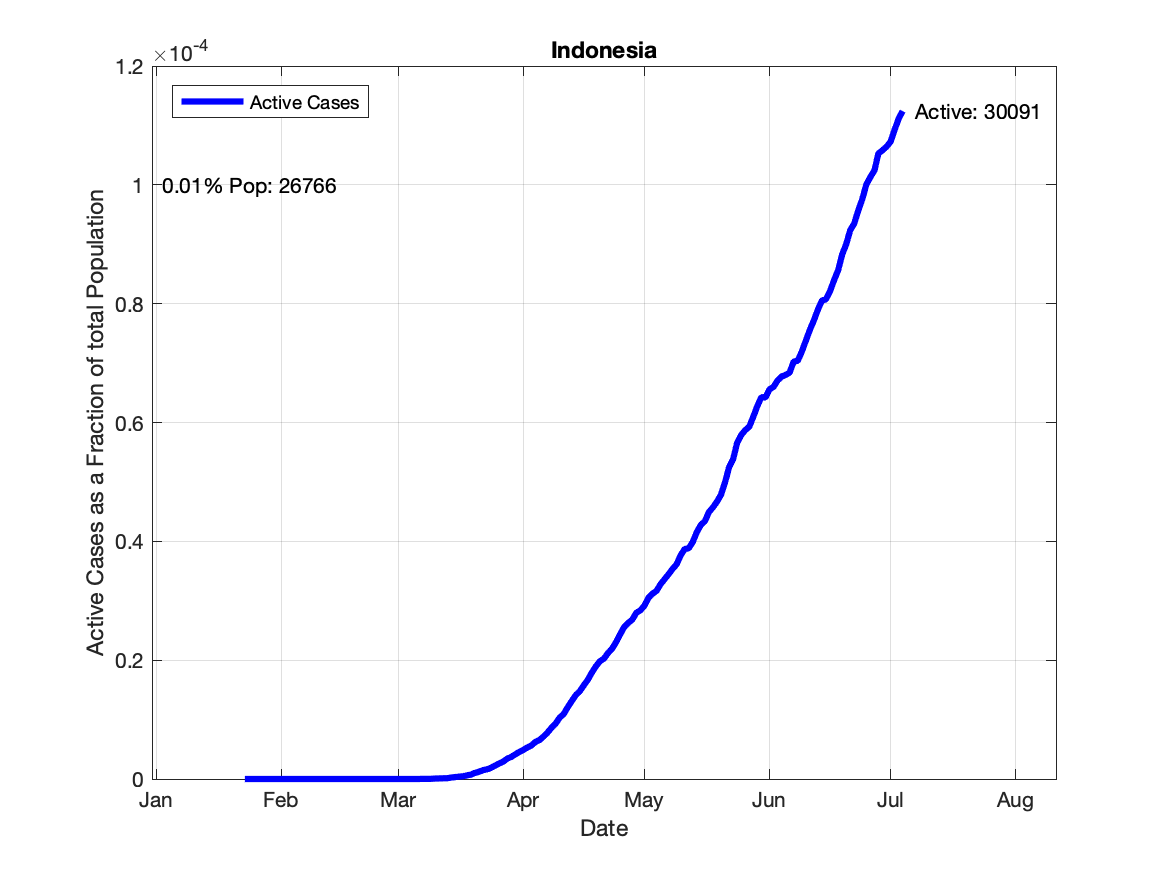 Indonesia
×10-4
Active Cases
Active: 30091
0.01% Pop: 26766
1.2
1
0.8
0.6
0.4
0.2
0
Active Cases as a Fraction of total Population
Jan Feb Mar Apr May Jun Jul Aug
Date